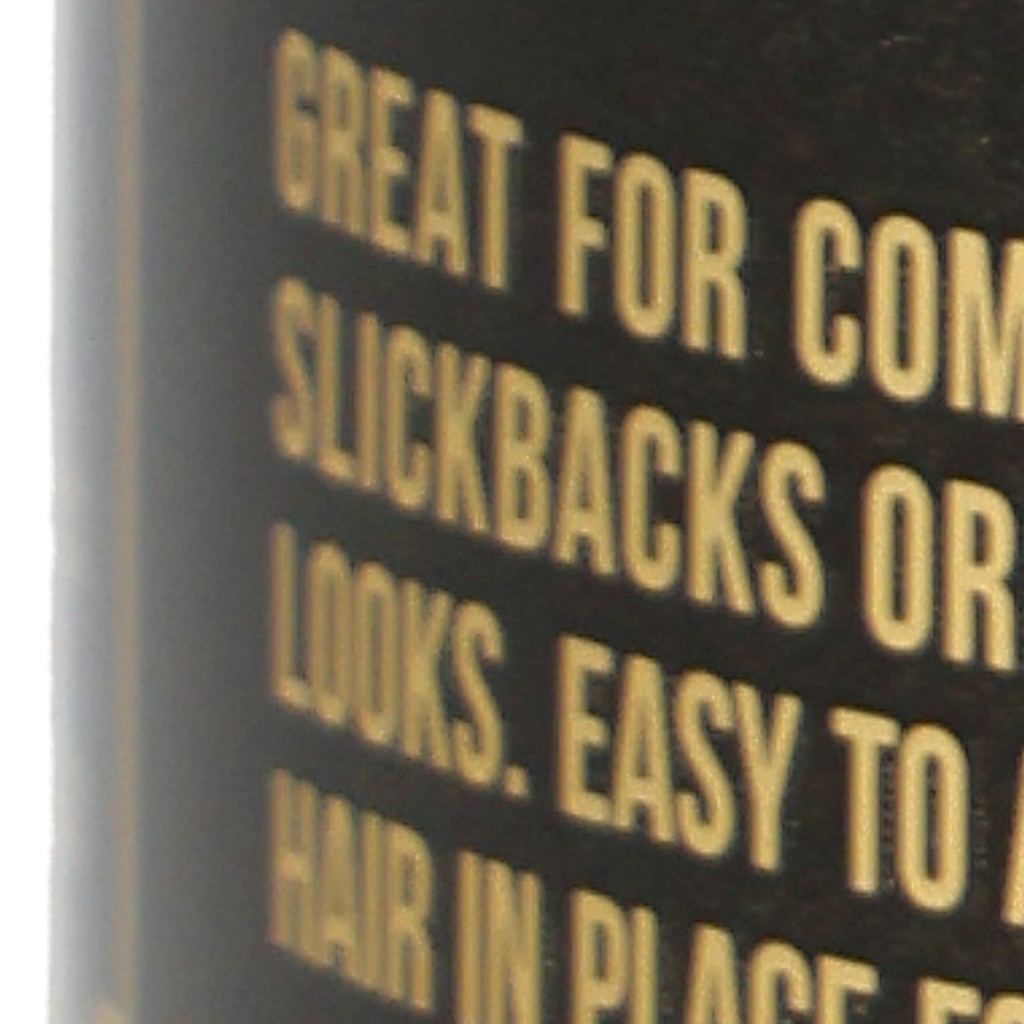 GREAT FOR COM
SLICKBACKS OR
LOOKS. EASY TO
HAIR IN PLACE